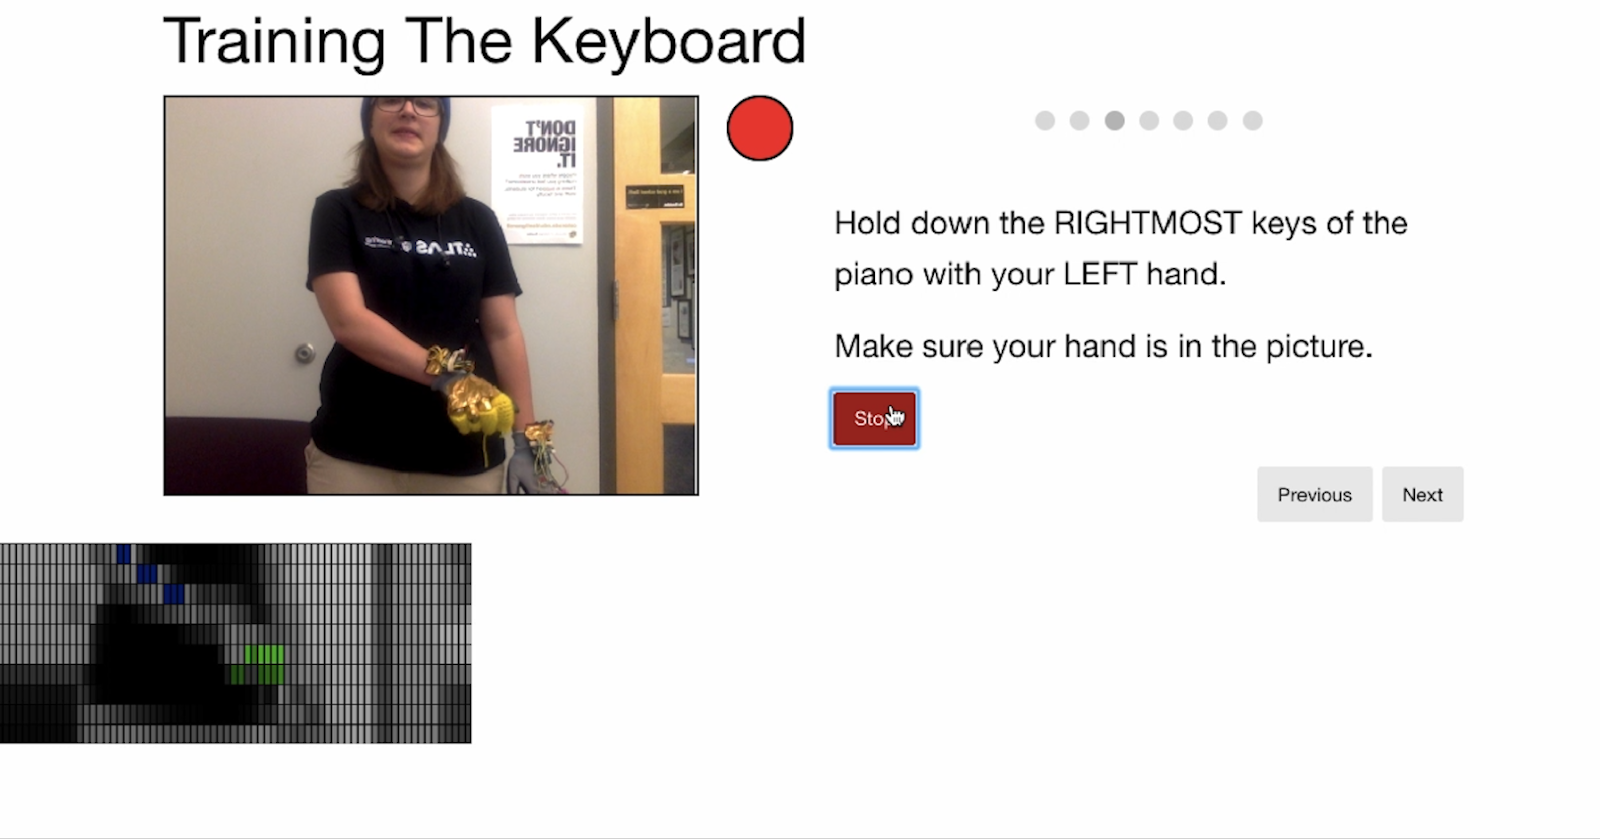 Training The Keyboard
DON'T
IGNORE
IT.
ATLAS
Hold down the RIGHTMOST keys of the
piano with your LEFT hand.
Make sure your hand is in the picture.
Stop
Previous
Next